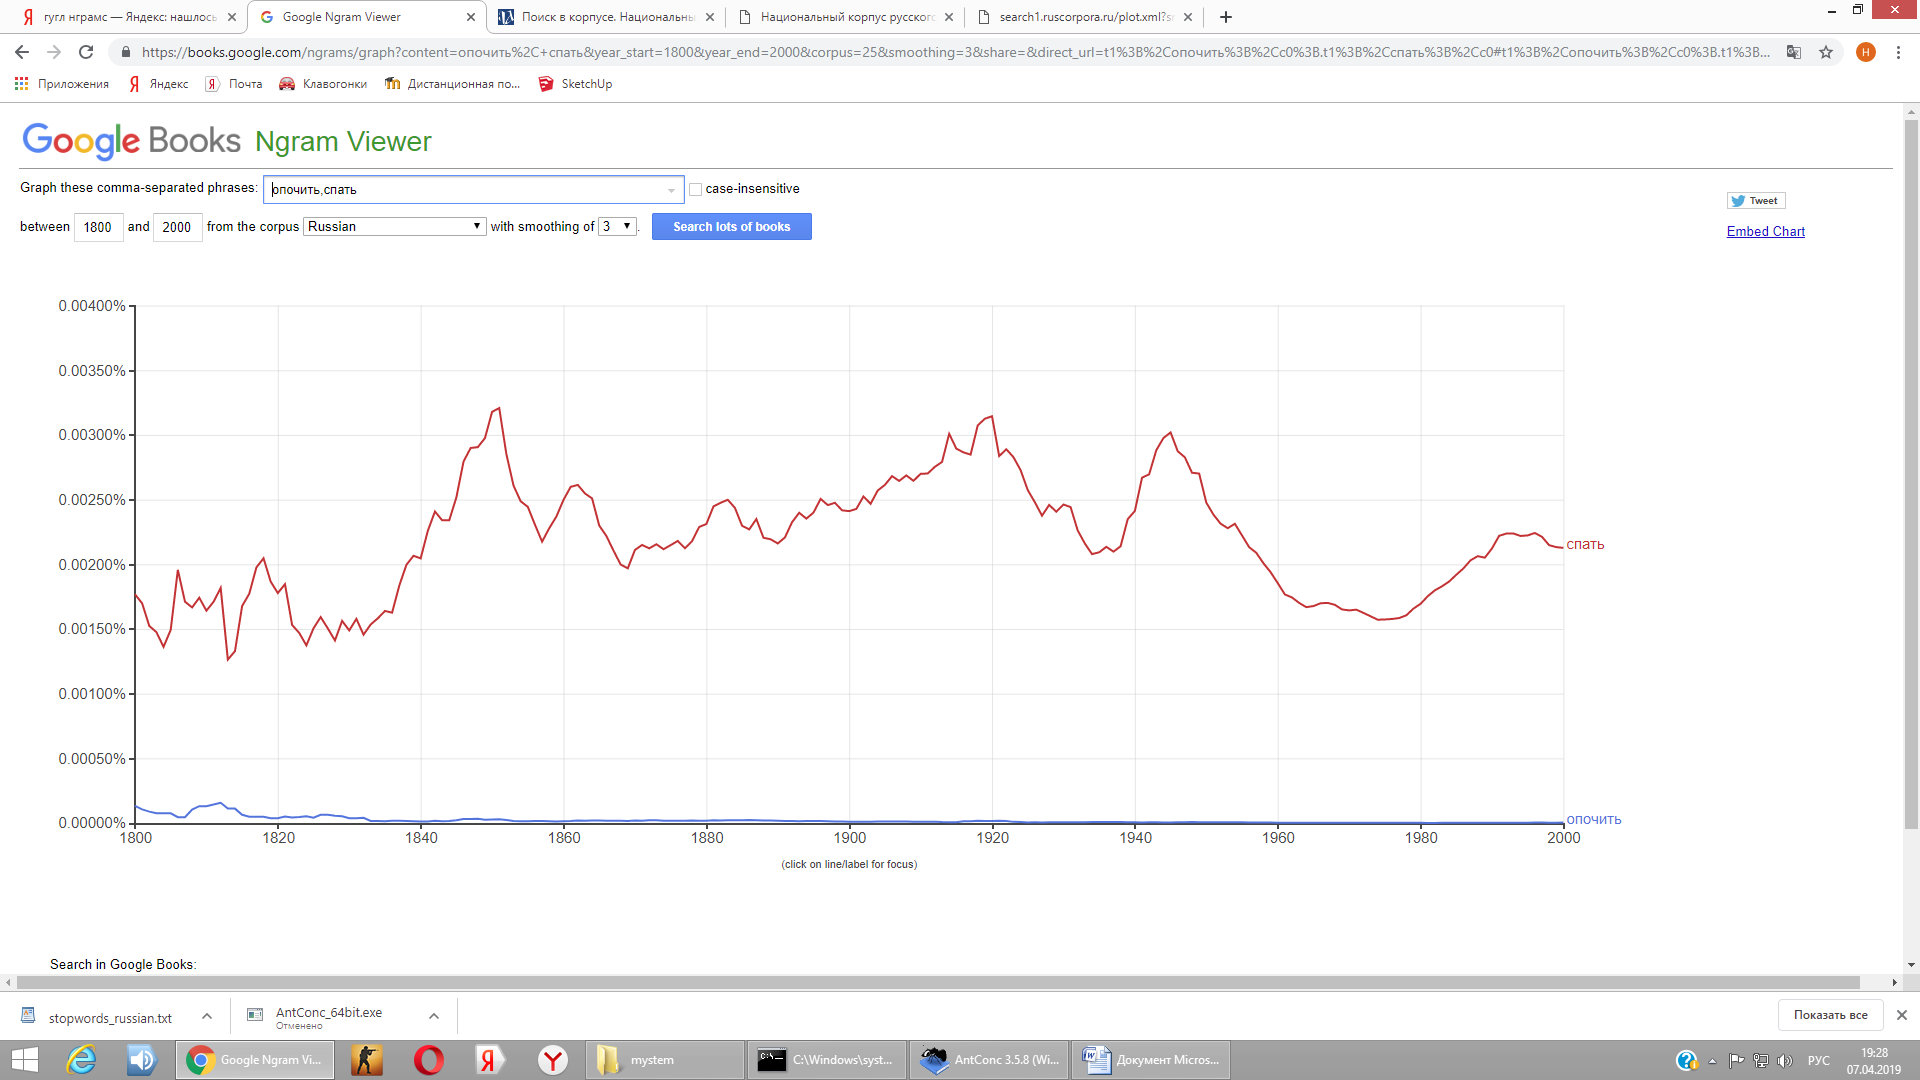 гугл нграмс — Яндекс: нашлось
Google Ngram Viewer
Поиск в корпусе. Национальны
Национальный корпус русског
search1.ruscorpora.ru/plot.xml?s
https://books.google.com/ngrams/graph?content=опочить%2C+спать&year_start=1800&year_end=2000&corpus=25&smoothing=3&share=&direct_url=t1%3B%2Cопочить%3B%2Cc0%3B.t1%3B%2Cспать%3B%2Cc0#t1%3B%2Cопочить%3B%2Cc0%3B.t1%3B...
Н
Приложения
Яндекс
Почта
Клавогонки
Дистанционная по...
SketchUp
Google Books Ngram Viewer
Graph these comma-separated phrases: опочить,спать case-insensitive
between 1800 and 2000 from the corpus Russian with smoothing of 3 . Search lots of books
Tweet
Embed Chart
0.00400%
0.00350%
0.00300%
0.00250%
0.00200%
0.00150%
0.00100%
0.00050%
0.00000%
спать
опочить
1800 1820 1840 1860 1880 1900 1920 1940 1960 1980 2000
(click on line/label for focus)
Search in Google Books:
stopwords_russian.txt
AntConc_64bit.exe
Отменено
Показать все
Google Ngram Vi...
mystem
C:\Windows\syst...
AntConc 3.5.8 (Wi...
Документ Micros...
РУС
19:28
07.04.2019